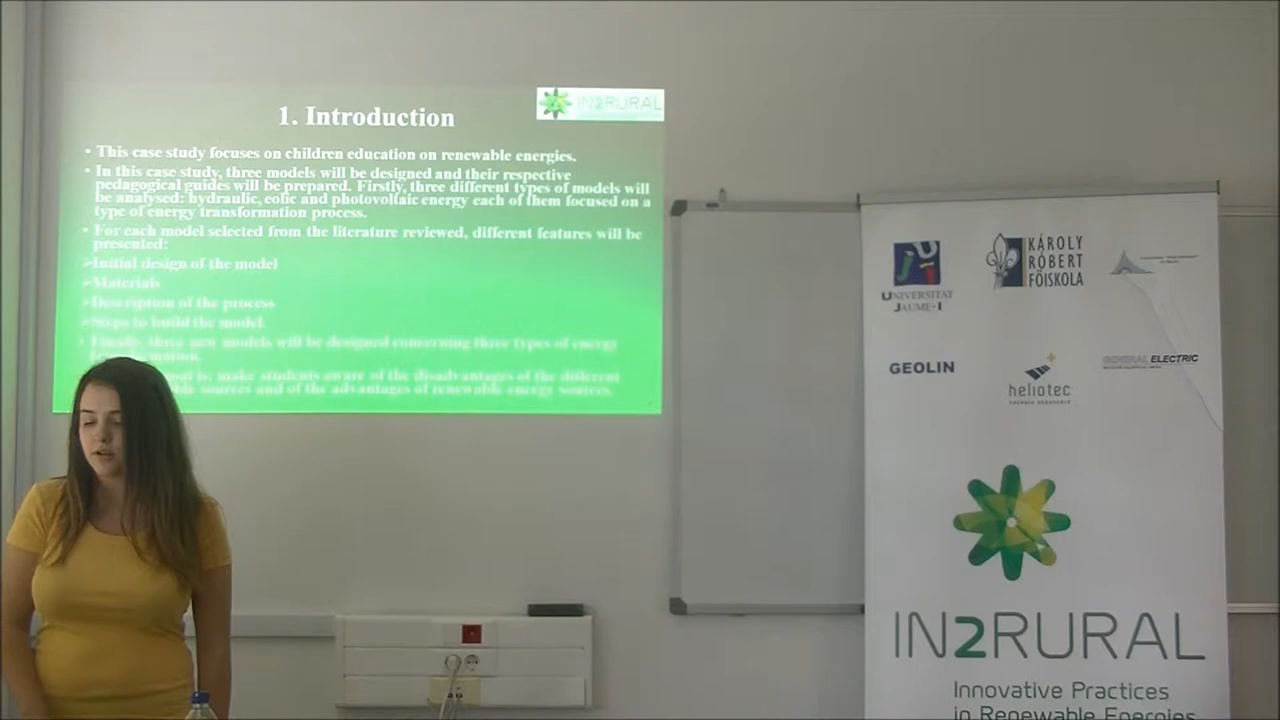 1. Introduction
IN2RURAL
• This case study focuses on children education on renewable energies.
• In this case study, three models will be designed and their respective
pedagogical guides will be prepared. Firstly, three different types of models will
be analysed: hydraulic, eolic and photovoltaic energy each of them focused on a
type of energy transformation process.
• For each model selected from the literature reviewed, different features will be
presented:
➢Initial design of the model
➢Materials
➢Description of the process
➢Steps to build the model.
• Finally, three new models will be designed concerning three types of energy
make students aware of the disadvantages of the different
sources and of the advantages of renewable energy sources.
UJI
UNIVERSITAT
JAUME·I
KÁROLY
RÓBERT
FŐISKOLA
GEOLIN
heliotec
GENERAL ELECTRIC
IN2RURAL
Innovative Practices
in Renewable Energies